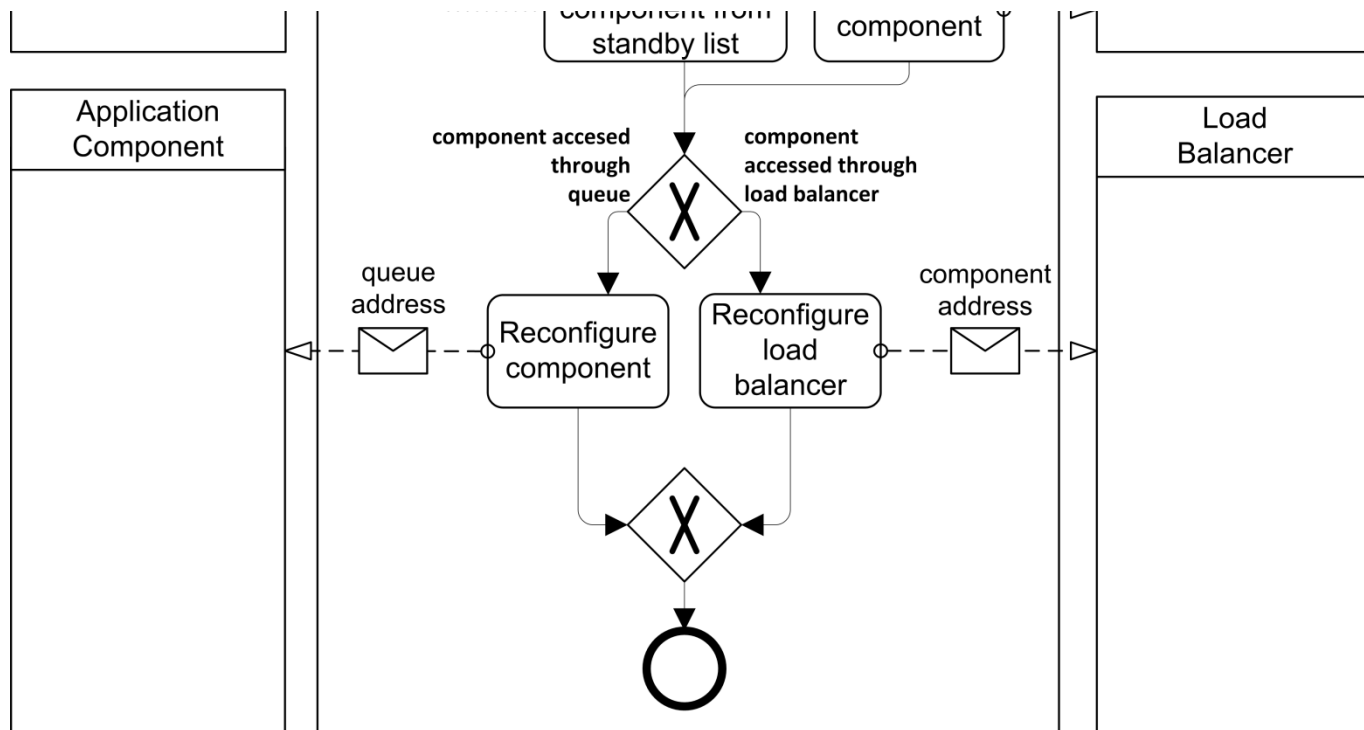 component from
standby list
component
Application
Component
Load
Balancer
component accesed
through
queue
component
accessed through
load balancer
X
queue
address
component
address
Reconfigure
component
Reconfigure
load
balancer
X